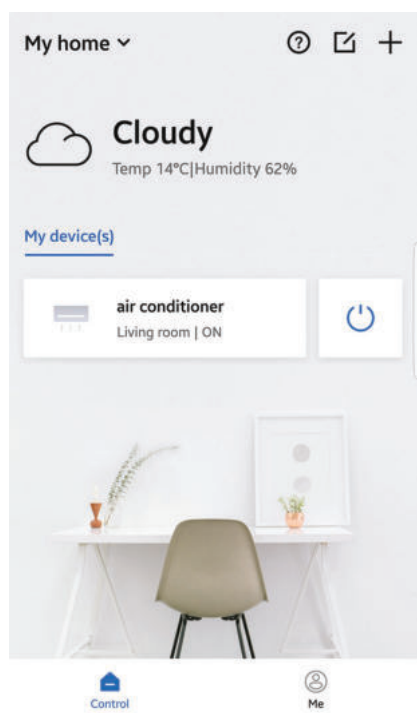 My home
Cloudy
Temp 14°C|Humidity 62%
My device(s)
air conditioner
Living room | ON
Control
Me